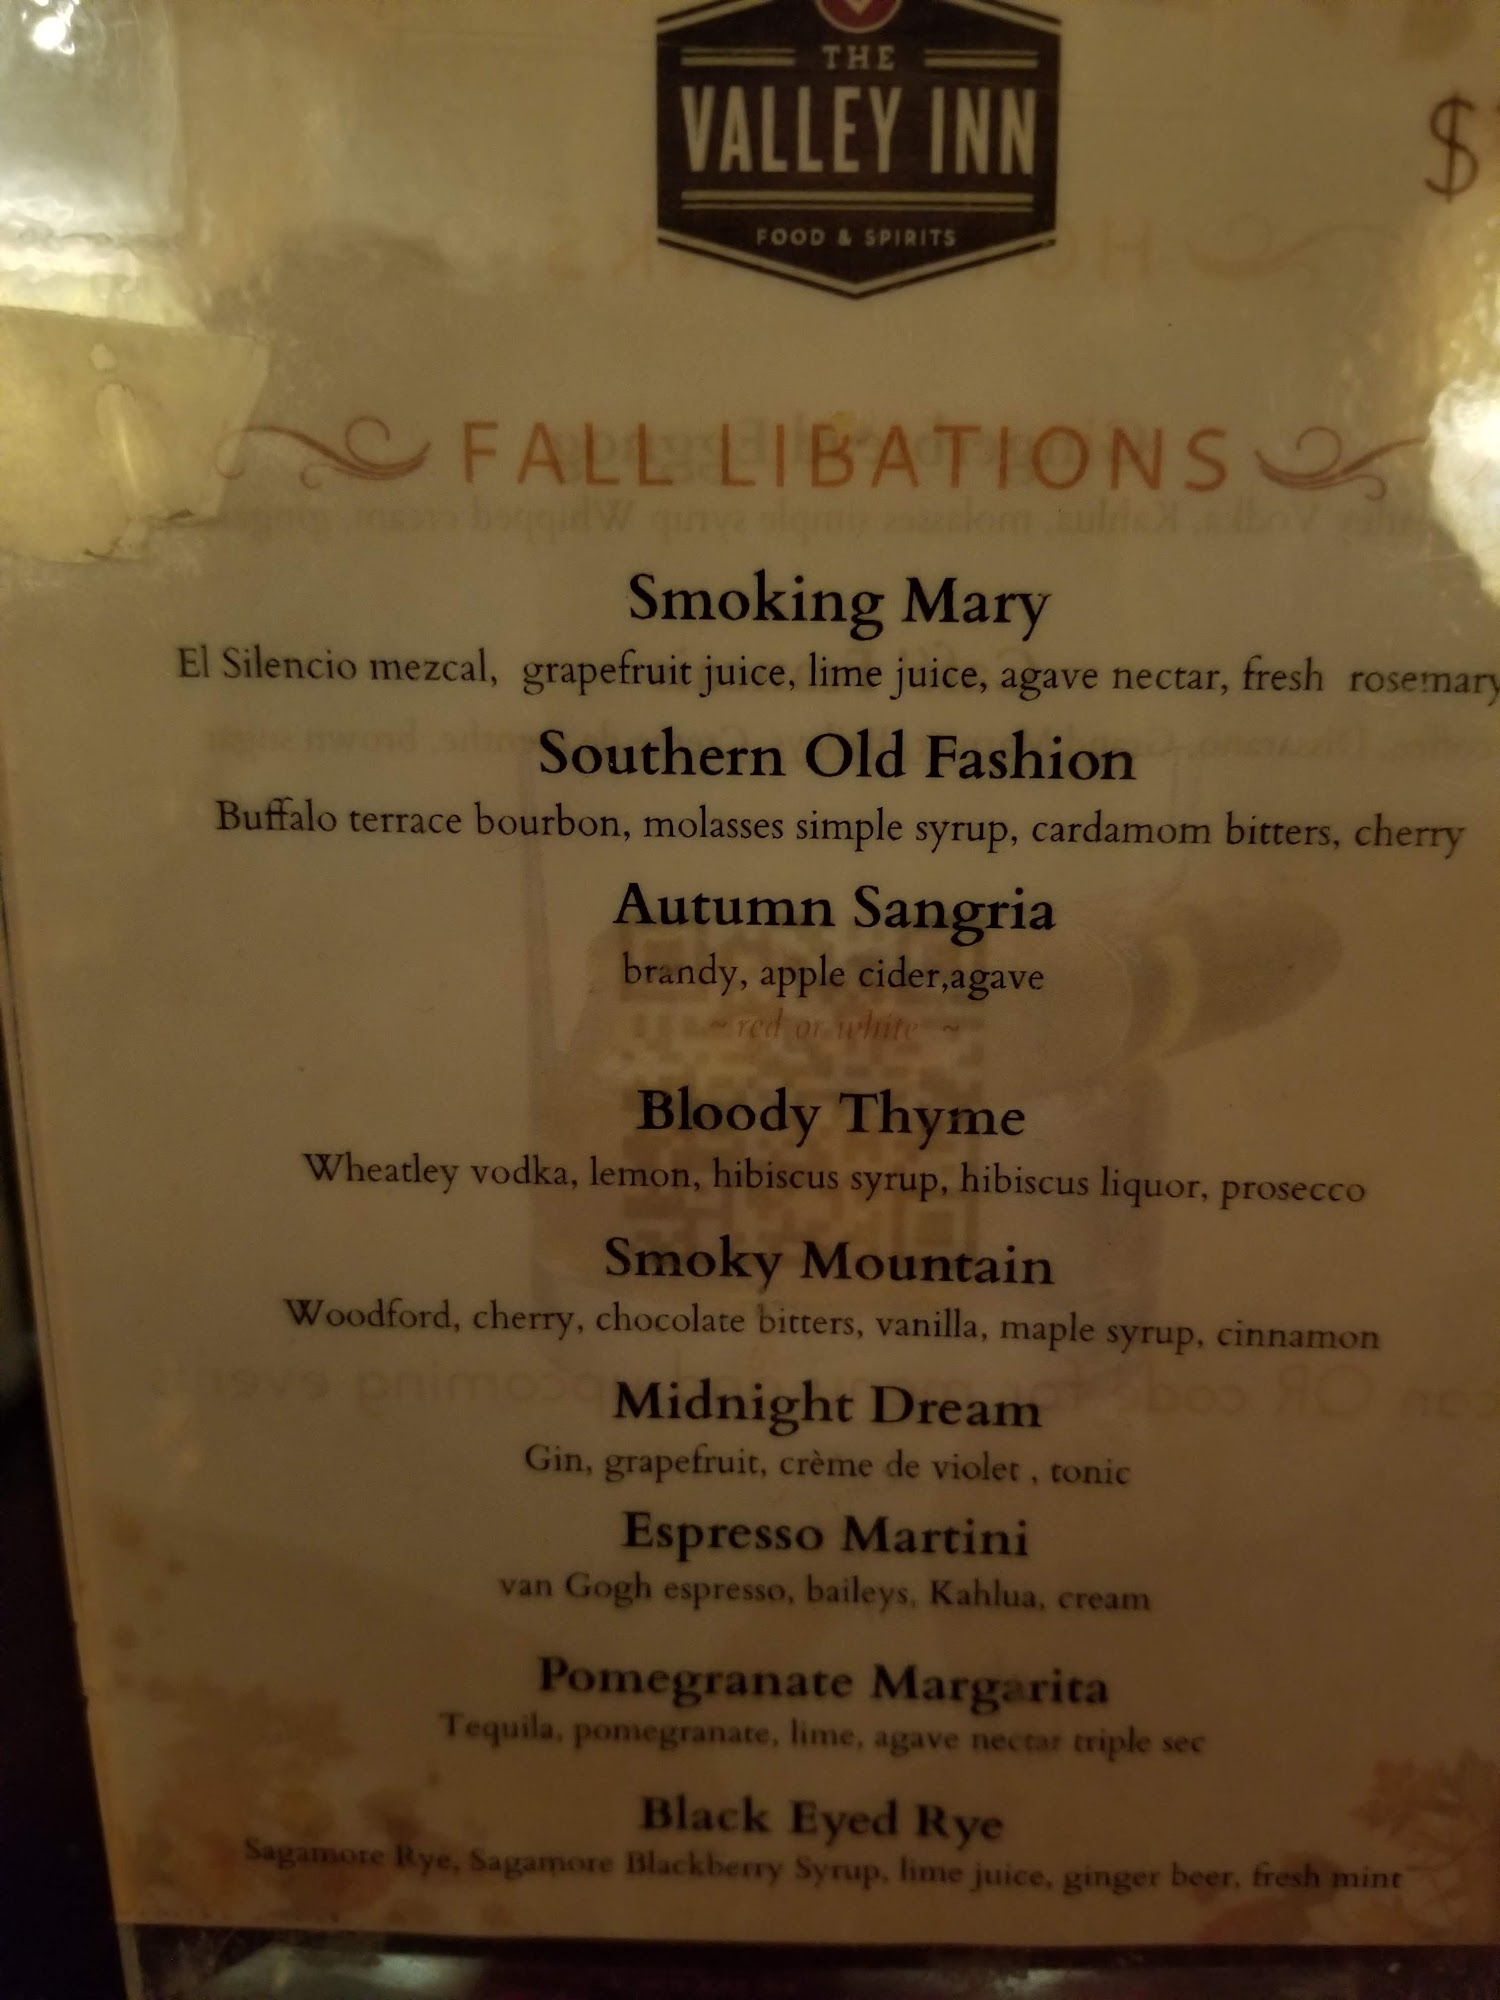 THE
VALLEY INN
FOOD & SPIRITS
$
FALL LIBATIONS
Smoking Mary
El Silencio mezcal, grapefruit juice, lime juice, agave nectar, fresh rosemary
Southern Old Fashion
Buffalo terrace bourbon, molasses simple syrup, cardamom bitters, cherry
Autumn Sangria
brandy, apple cider,agave
~ red or white ~
Bloody Thyme
Wheatley vodka, lemon, hibiscus syrup, hibiscus liquor, prosecco
Smoky Mountain
Woodford, cherry, chocolate bitters, vanilla, maple syrup, cinnamon
Midnight Dream
Gin, grapefruit, crème de violet , tonic
Espresso Martini
van Gogh espresso, baileys, Kahlua, cream
Pomegranate Margarita
Tequila, pomegranate, lime, agave nectar triple sec
Black Eyed Rye
Sagamore Rye, Sagamore Blackberry Syrup, lime juice, ginger beer, fresh mint